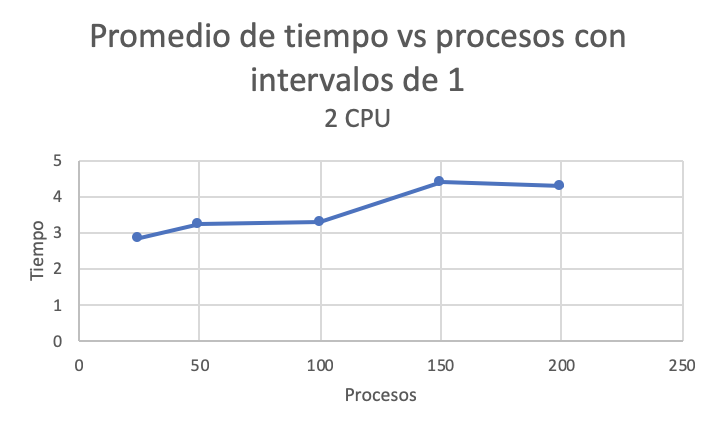 Promedio de tiempo vs procesos con
intervalos de 1
2 CPU
5
4
3
2
1
0
Tiempo
0 50 100 150 200 250
Procesos